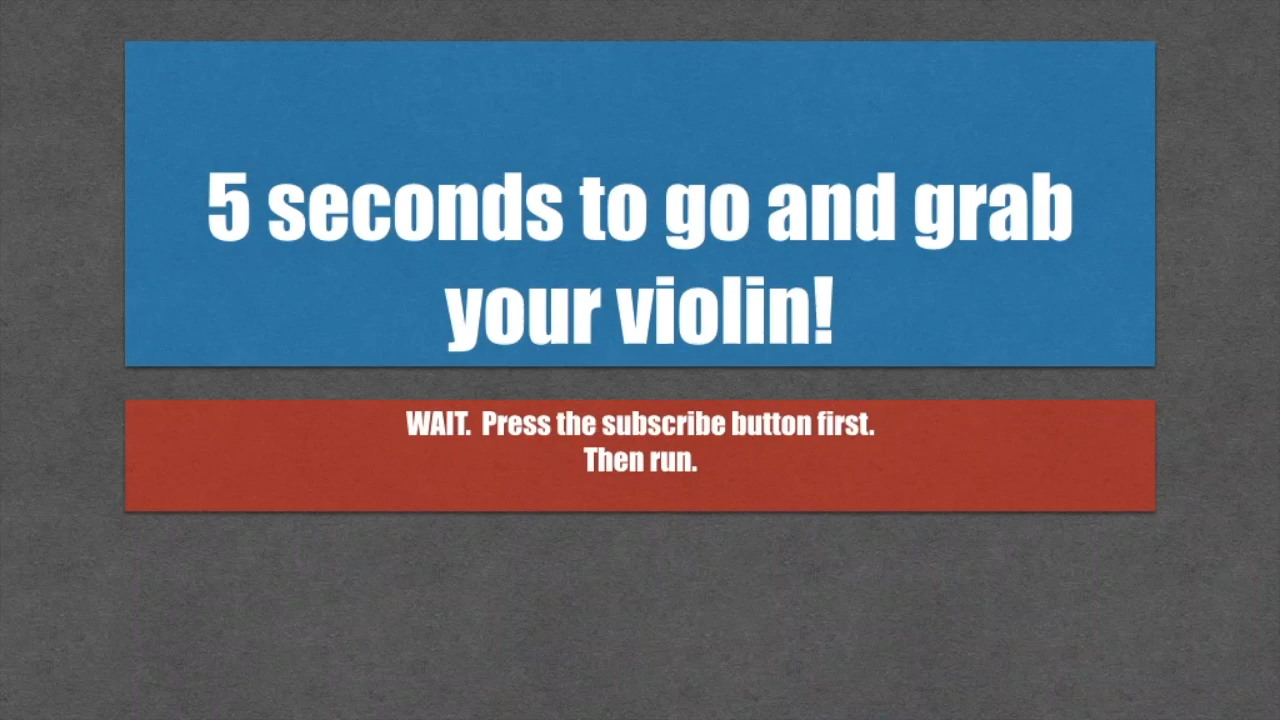 5 seconds to go and grab
your violin!
WAIT.  Press the subscribe button first.
Then run.